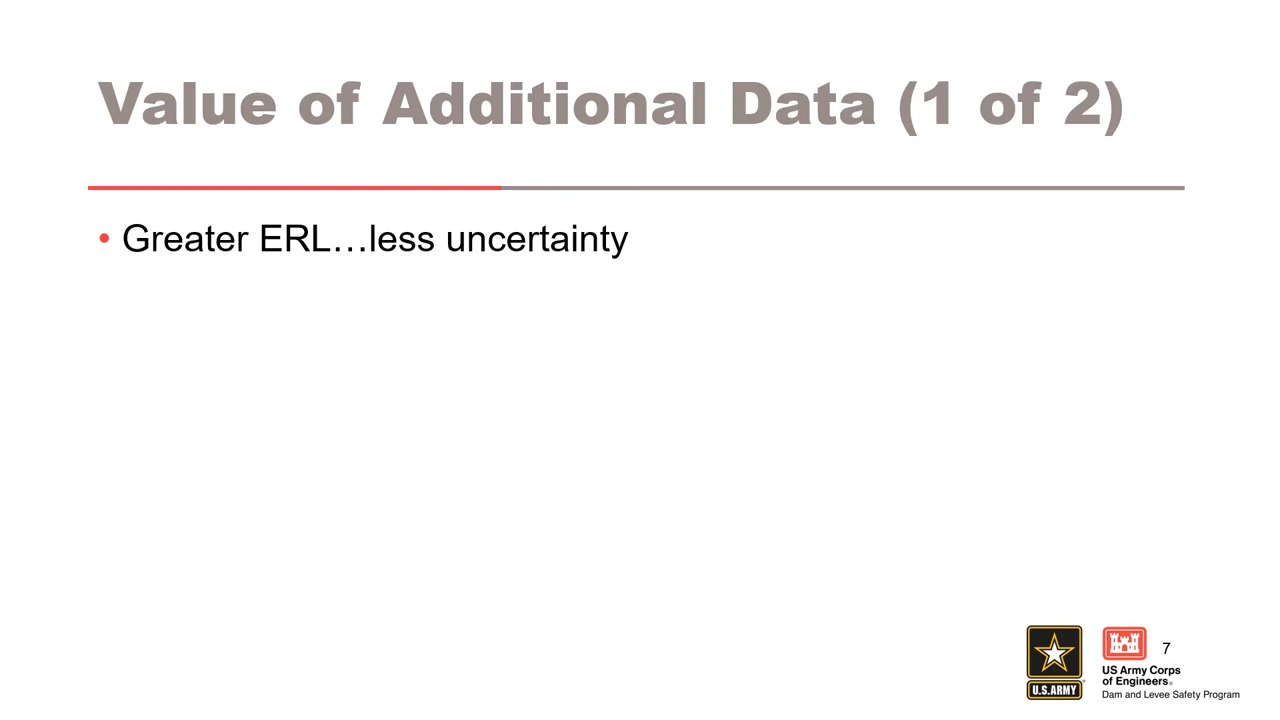 Value of Additional Data (1 of 2)
• Greater ERL…less uncertainty
U.S.ARMY
7
US Army Corps
of Engineers®
Dam and Levee Safety Program